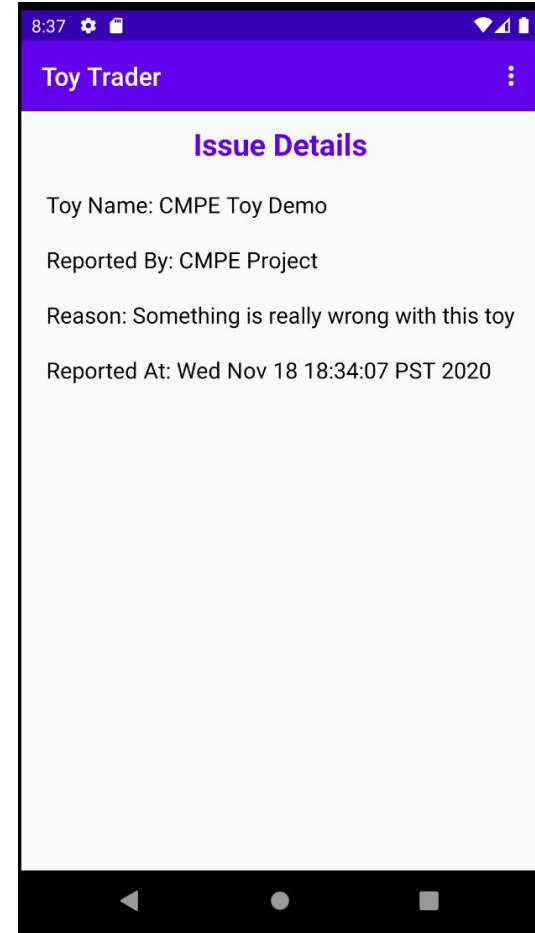 8:37
Toy Trader
Issue Details
Toy Name: CMPE Toy Demo
Reported By: CMPE Project
Reason: Something is really wrong with this toy
Reported At: Wed Nov 18 18:34:07 PST 2020